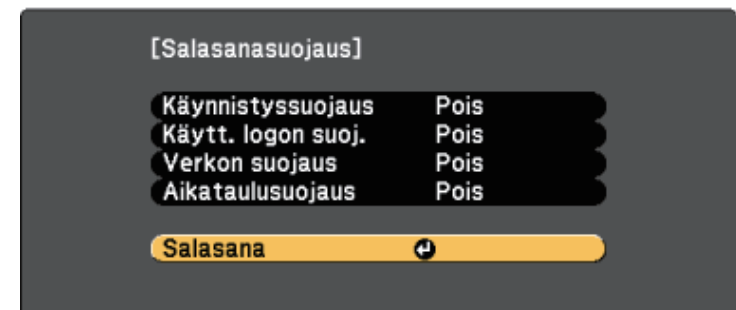 [Salasanasuojaus]
Käynnistyssuojaus Pois
Käytt. logon suoj. Pois
Verkon suojaus Pois
Aikataulusuojaus Pois
Salasana